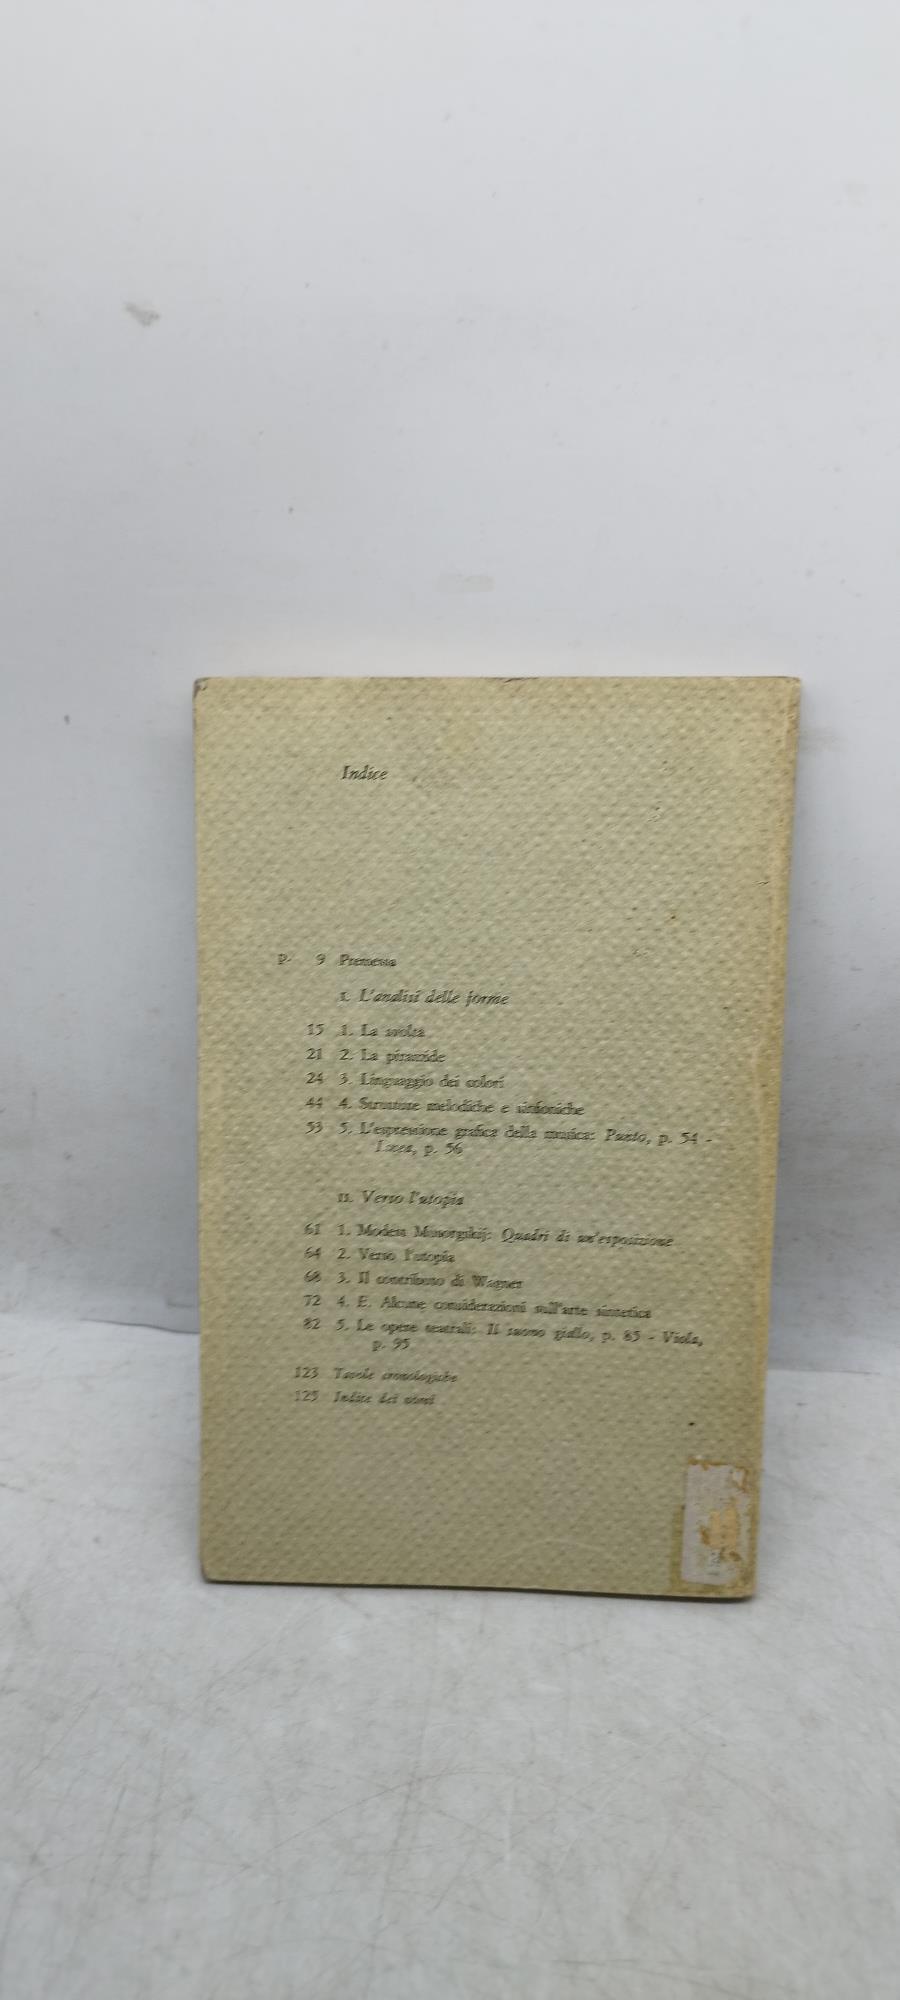 Indice
p. 9 Premessa
I. L'analisi delle forme
15 1. La svolta
21 2. La piramide
24 3. Linguaggio dei colori
44 4. Strutture melodiche e sinfoniche
53 5. L'espressione grafica della musica: Punto, p. 54 -
Linea, p. 56
II. Verso l'utopia
61 1. Modest Musorgskij: Quadri di un'esposizione
64 2. Verso l'utopia
68 3. Il contributo di Wagner
72 4. E. Alcune considerazioni sull'arte sintetica
82 5. Le opere teatrali: Il suono giallo, p. 85 - Viola,
p. 95
123 Tavole cronologiche
125 Indice dei nomi